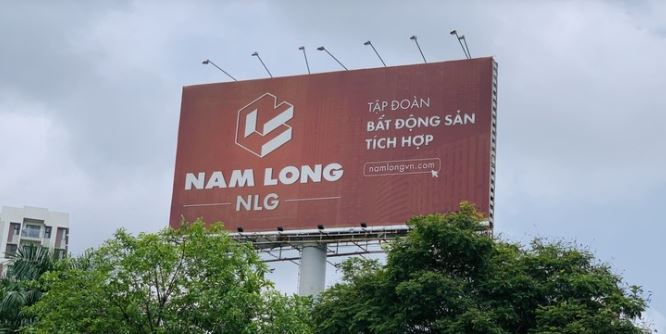 NAM LONG
NLG
TẬP ĐOÀN
BẤT ĐỘNG SẢN
TÍCH HỢP
namlongvn.com